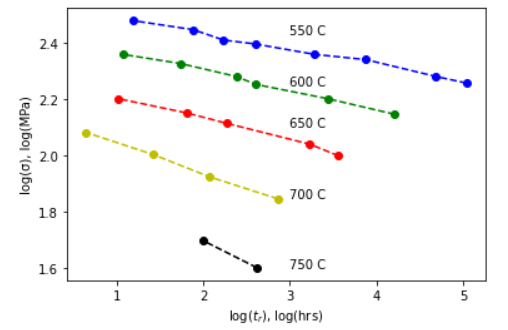 2.4
2.2
2.0
1.8
1.6
log(σ), log(MPa)
550 C
600 C
650 C
700 C
750 C
1 2 3 4 5
log(tᵣ), log(hrs)